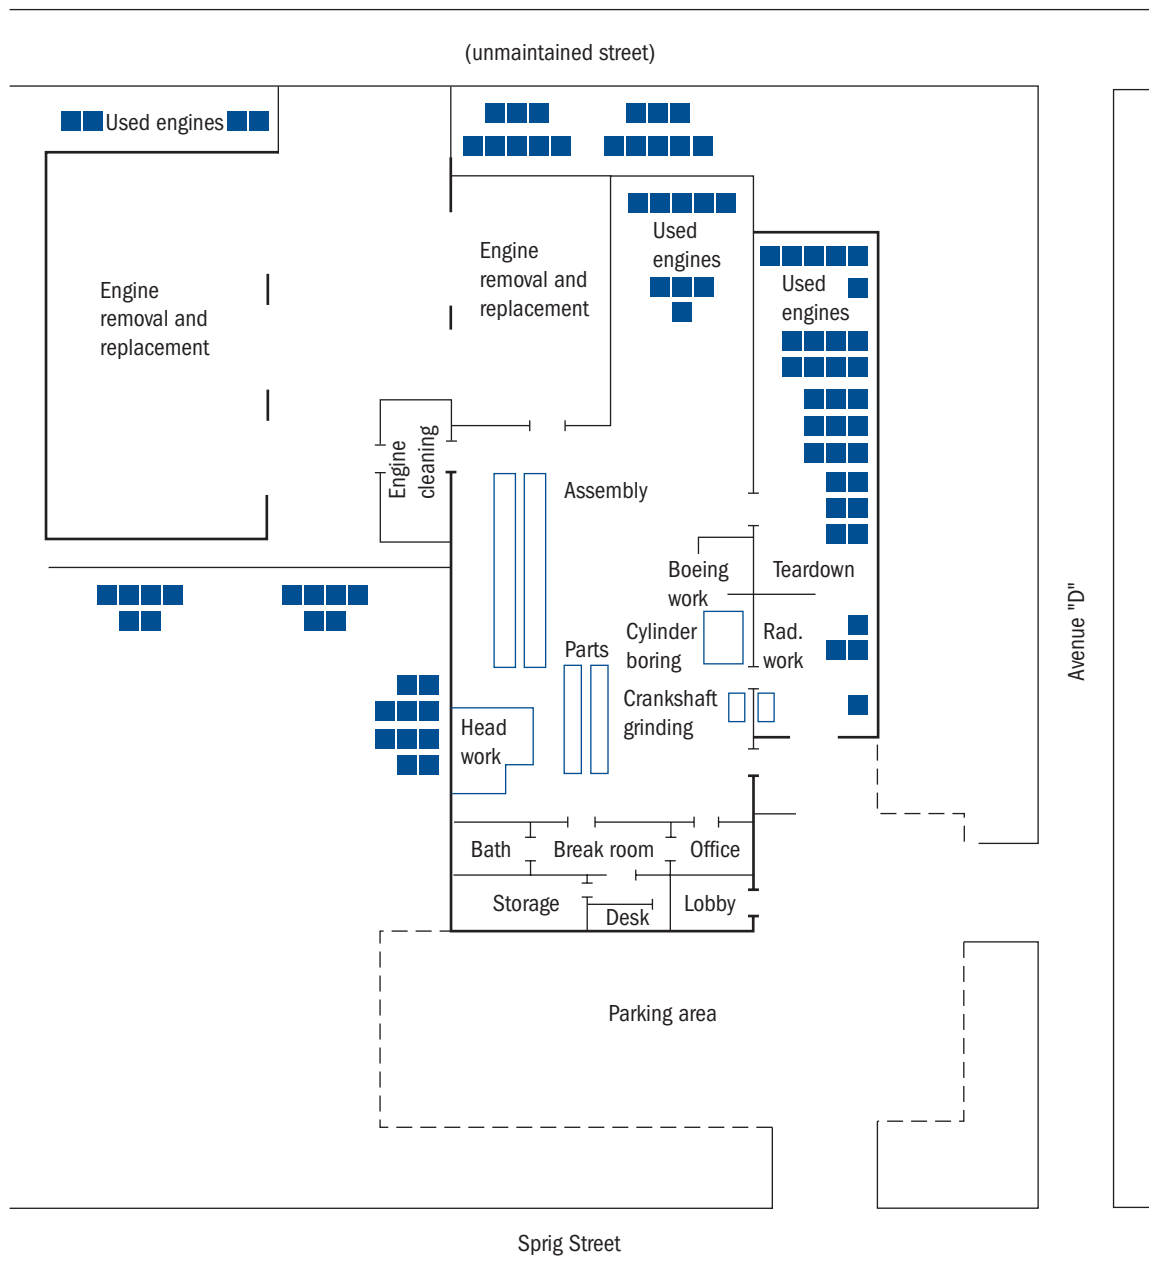 (unmaintained street)
Used engines
Engine
removal and
replacement
Engine
removal and
replacement
Used
engines
Used
engines
Engine
cleaning
Assembly
Boeing
work
Teardown
Cylinder
boring
Rad.
work
Parts
Crankshaft
grinding
Head
work
Bath
Break room
Office
Storage
Desk
Lobby
Parking area
Avenue "D"
Sprig Street